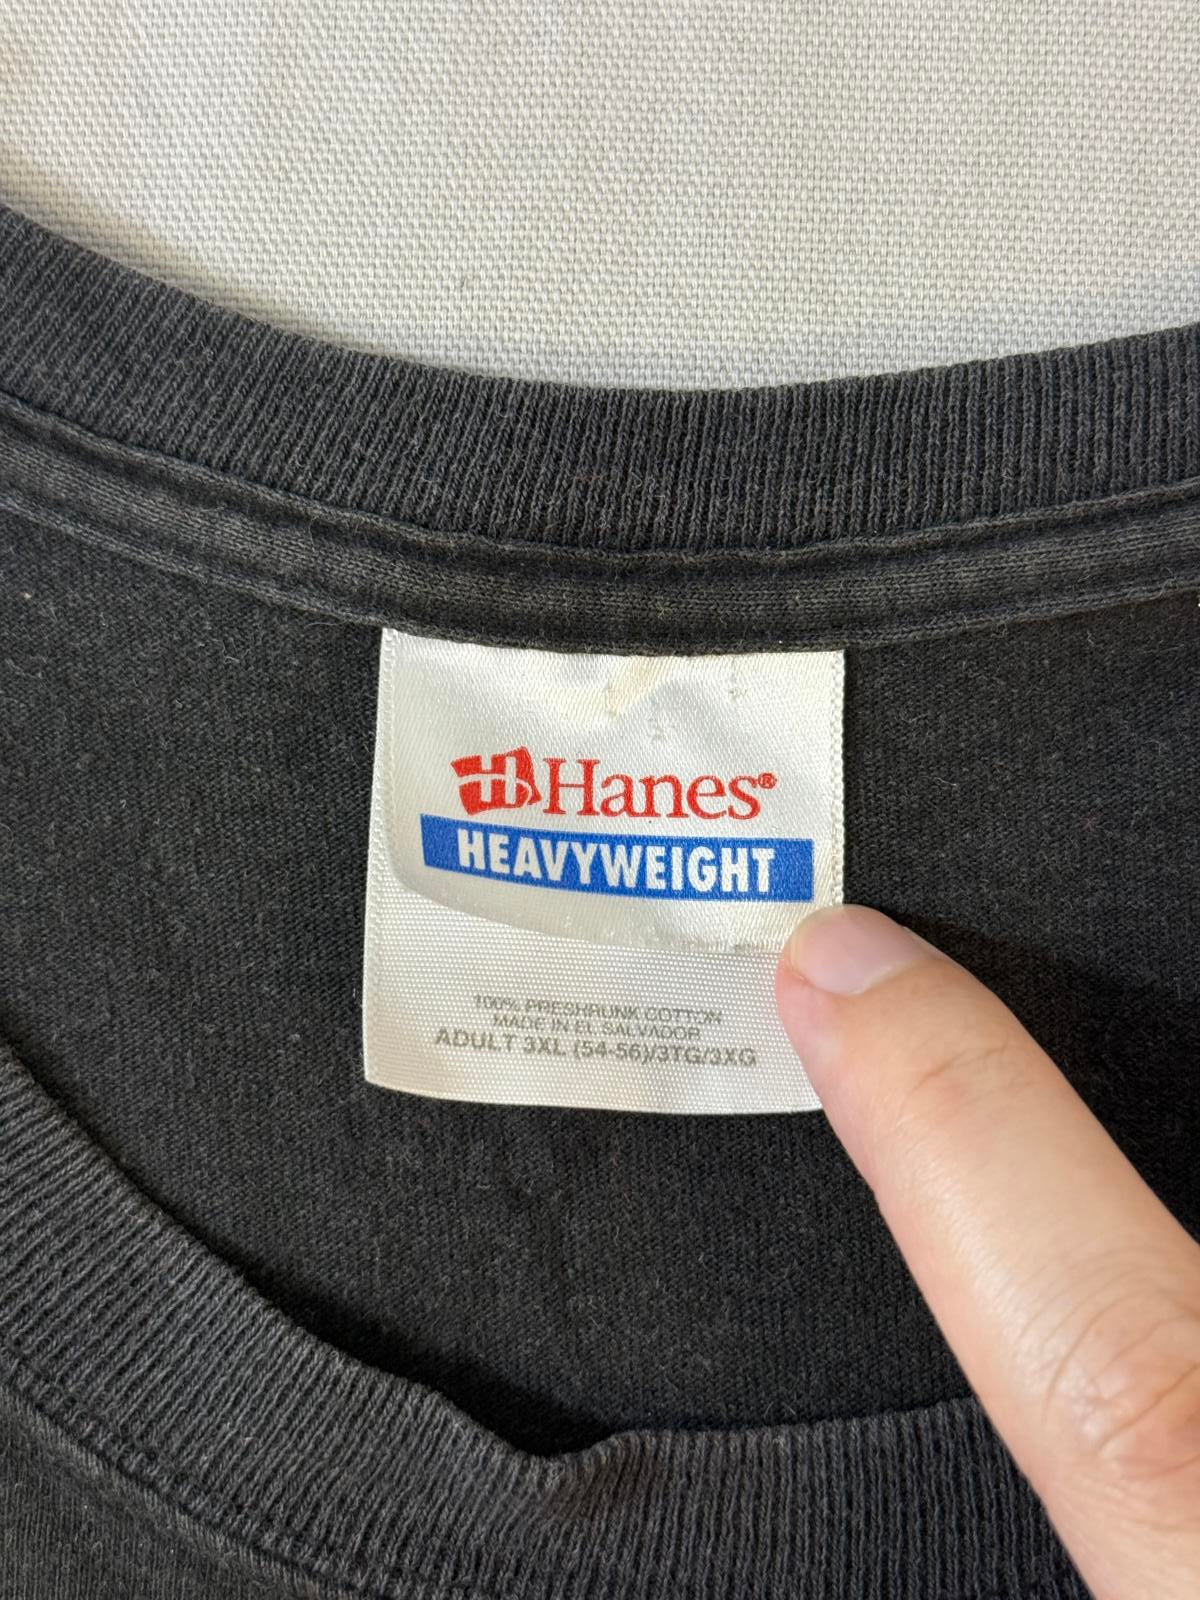 Hanes®
HEAVYWEIGHT
100% PRESHRUNK COTTON
MADE IN EL SALVADOR
ADULT 3XL (54-56)/3TG/3XG